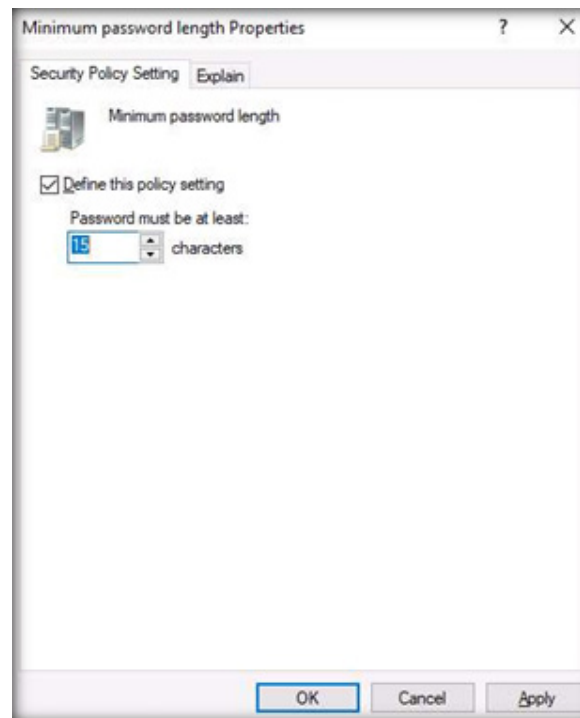 Minimum password length Properties ? X
Security Policy Setting Explain
Minimum password length
Define this policy setting
Password must be at least:
15 characters
OK Cancel Apply